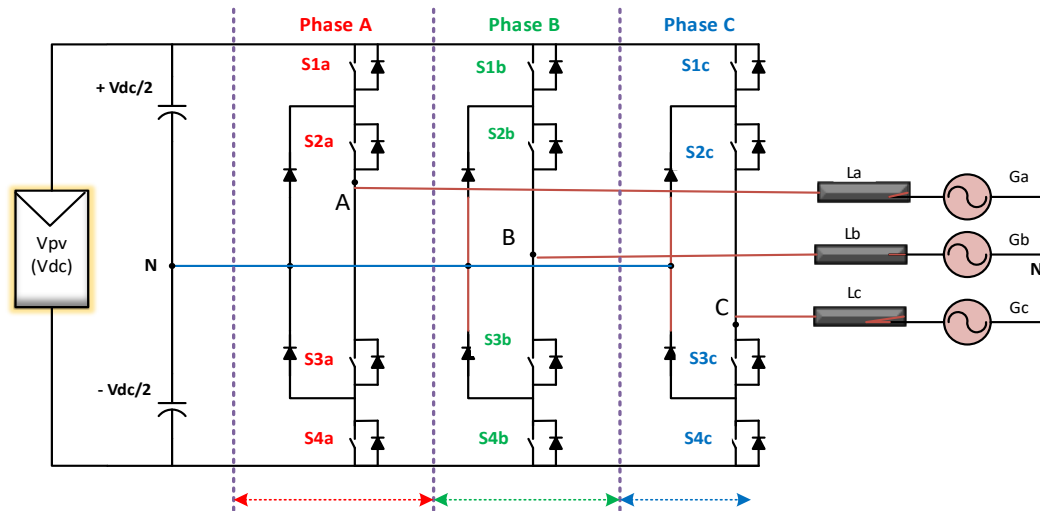 Phase A
Phase B
Phase C
S1a
S1b
S1c
+ Vdc/2
S2a
S2b
S2c
A
La
Ga
Vpv
(Vdc)
N
B
Lb
Gb
N
C
Lc
Gc
S3a
S3b
S3c
- Vdc/2
S4a
S4b
S4c